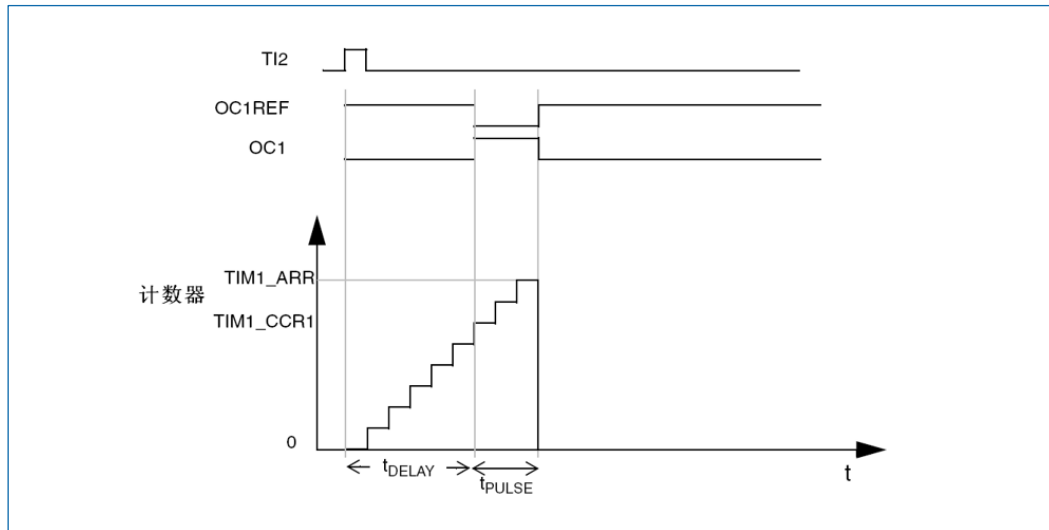 TI2
OC1REF
OC1
TIM1_ARR
计数器
TIM1_CCR1
0
tDELAY
tPULSE
t